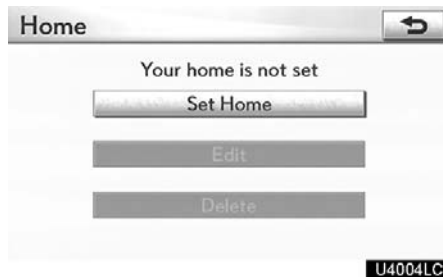 Home
Your home is not set
Set Home
Edit
Delete
U4004LC